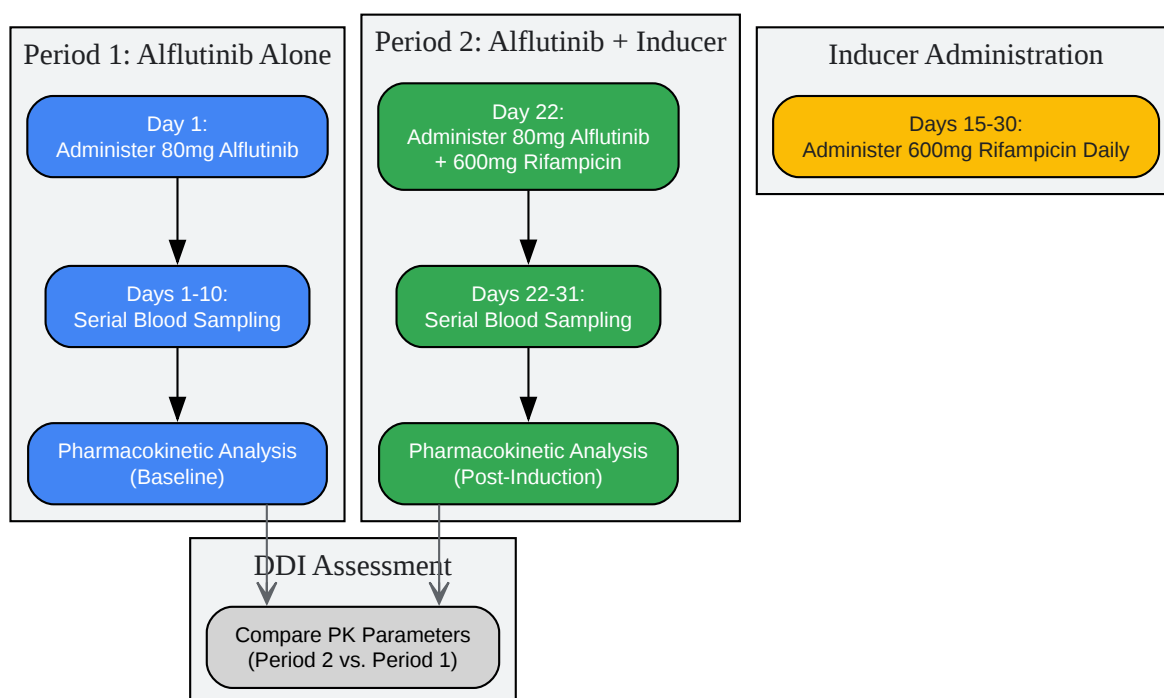 Period 1: Alflutinib Alone
Day 1:
Administer 80mg Alflutinib
Days 1-10:
Serial Blood Sampling
Pharmacokinetic Analysis
(Baseline)
Period 2: Alflutinib + Inducer
Day 22:
Administer 80mg Alflutinib
+ 600mg Rifampicin
Days 22-31:
Serial Blood Sampling
Pharmacokinetic Analysis
(Post-Induction)
Inducer Administration
Days 15-30:
Administer 600mg Rifampicin Daily
DDI Assessment
Compare PK Parameters
(Period 2 vs. Period 1)